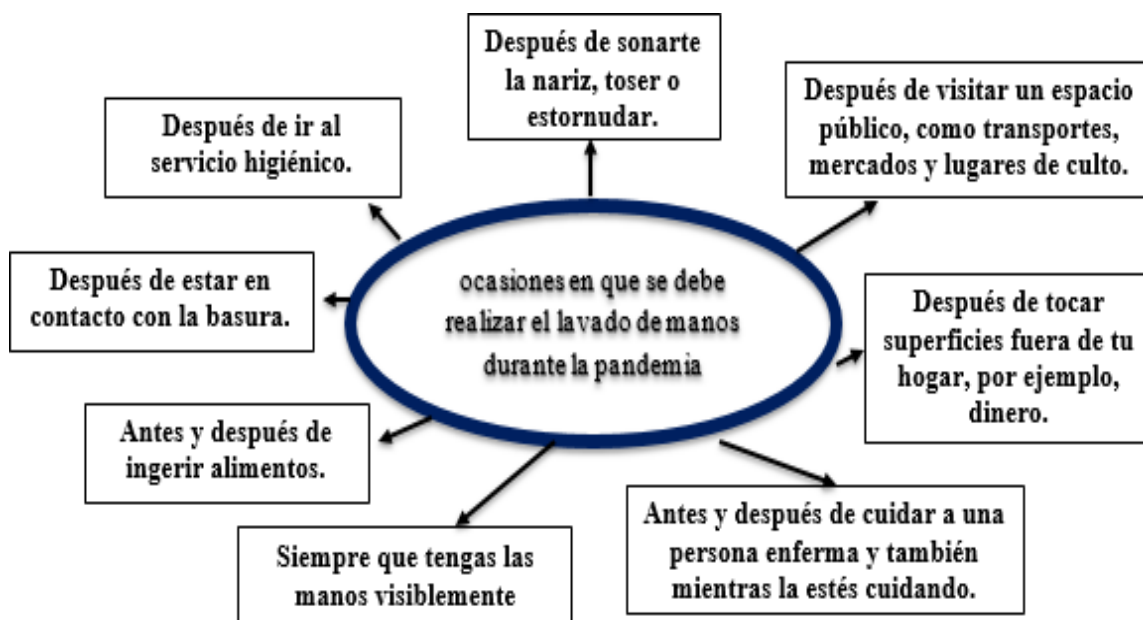 Después de sonarte
la nariz, toser o
estornudar.
Después de visitar un espacio
público, como transportes,
mercados y lugares de culto.
Después de ir al
servicio higiénico.
Después de estar en
contacto con la basura.
ocasiones en que se debe
realizar el lavado de manos
durante la pandemia
Después de tocar
superficies fuera de tu
hogar, por ejemplo,
dinero.
Antes y después de
ingerir alimentos.
Siempre que tengas las
manos visiblemente
Antes y después de cuidar a una
persona enferma y también
mientras la estés cuidando.